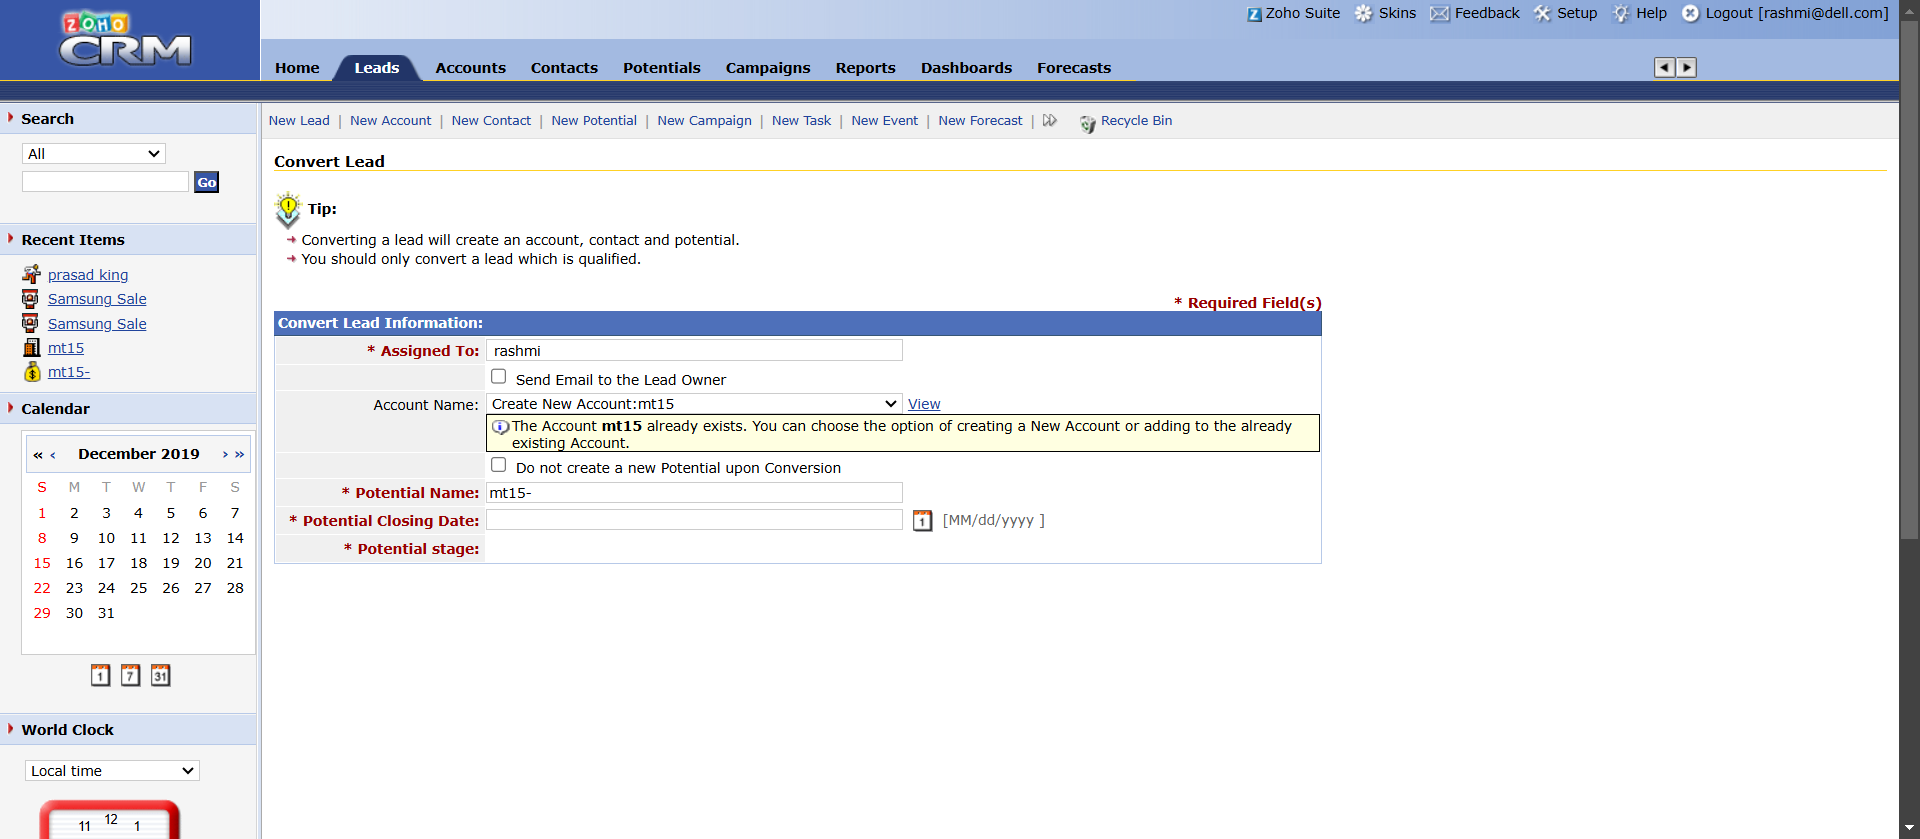 ZOHO
CRM
Zoho Suite Skins Feedback Setup Help Logout [rashmi@dell.com]
Home Leads Accounts Contacts Potentials Campaigns Reports Dashboards Forecasts
New Lead | New Account | New Contact | New Potential | New Campaign | New Task | New Event | New Forecast | Recycle Bin
Search
All
Go
Recent Items
prasad king
Samsung Sale
Samsung Sale
mt15
mt15-
Calendar
« ‹ December 2019 › »
S M T W T F S
1 2 3 4 5 6 7
8 9 10 11 12 13 14
15 16 17 18 19 20 21
22 23 24 25 26 27 28
29 30 31
1 7 31
World Clock
Local time
11 12 1
Convert Lead
Tip:
Converting a lead will create an account, contact and potential.
You should only convert a lead which is qualified.
* Required Field(s)
Convert Lead Information:
* Assigned To: rashmi
Send Email to the Lead Owner
Account Name: Create New Account:mt15 View
The Account mt15 already exists. You can choose the option of creating a New Account or adding to the already
existing Account.
Do not create a new Potential upon Conversion
* Potential Name: mt15-
* Potential Closing Date: 1 [MM/dd/yyyy ]
* Potential stage: